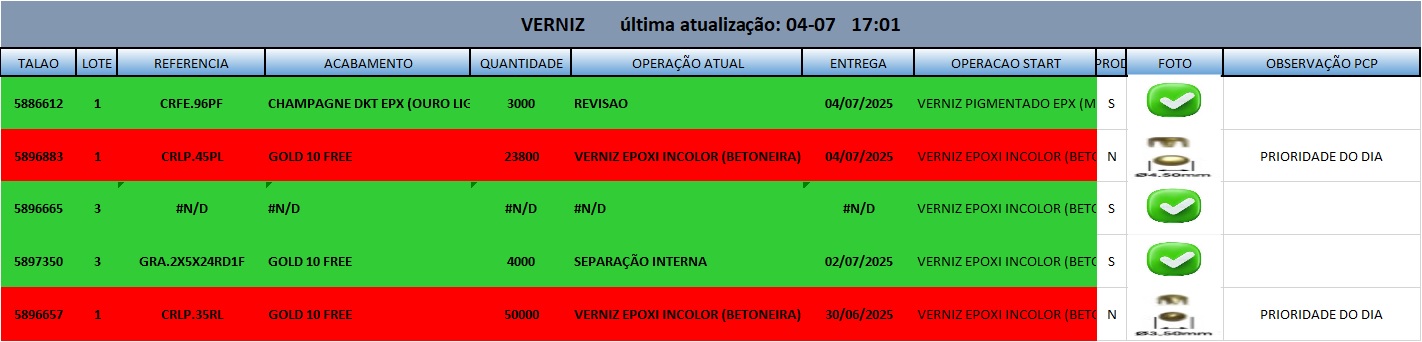 VERNIZ última atualização: 04-07 17:01
TALAO LOTE REFERENCIA ACABAMENTO QUANTIDADE OPERAÇÃO ATUAL ENTREGA OPERACAO START PROD FOTO OBSERVAÇÃO PCP
5886612 1 CRFE.96PF CHAMPAGNE DKT EPX (OURO LIG 3000 REVISAO 04/07/2025 VERNIZ PIGMENTADO EPX (M S
5896883 1 CRLP.45PL GOLD 10 FREE 23800 VERNIZ EPOXI INCOLOR (BETONEIRA) 04/07/2025 VERNIZ EPOXI INCOLOR (BETO N Ø4.50mm PRIORIDADE DO DIA
5896665 3 #N/D #N/D #N/D #N/D #N/D VERNIZ EPOXI INCOLOR (BETO S
5897350 3 GRA.2X5X24RD1F GOLD 10 FREE 4000 SEPARAÇÃO INTERNA 02/07/2025 VERNIZ EPOXI INCOLOR (BETO S
5896657 1 CRLP.35RL GOLD 10 FREE 50000 VERNIZ EPOXI INCOLOR (BETONEIRA) 30/06/2025 VERNIZ EPOXI INCOLOR (BETO N Ø3.50mm PRIORIDADE DO DIA